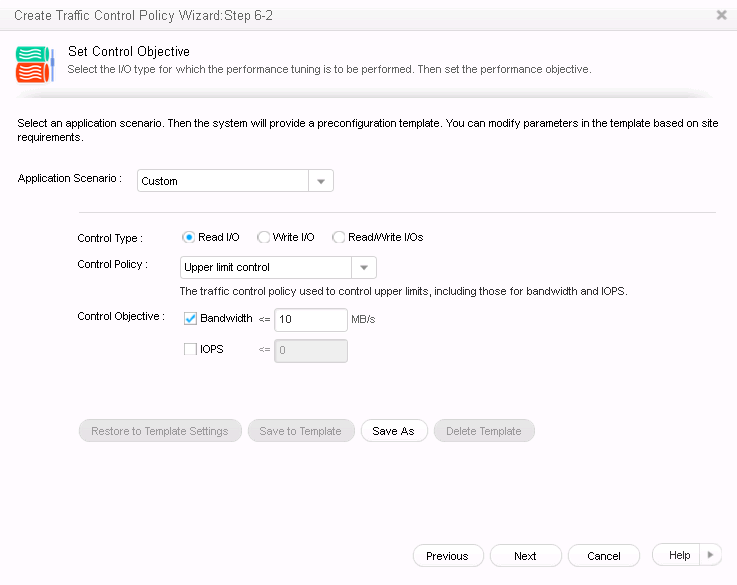 Create Traffic Control Policy Wizard:Step 6-2
Set Control Objective
Select the I/O type for which the performance tuning is to be performed. Then set the performance objective.
Select an application scenario. Then the system will provide a preconfiguration template. You can modify parameters in the template based on site
requirements.
Application Scenario : Custom
Control Type : Read I/O Write I/O Read/Write I/Os
Control Policy : Upper limit control
The traffic control policy used to control upper limits, including those for bandwidth and IOPS.
Control Objective : Bandwidth <= 10 MB/s
IOPS <= 0
Restore to Template Settings Save to Template Save As Delete Template
Previous Next Cancel Help